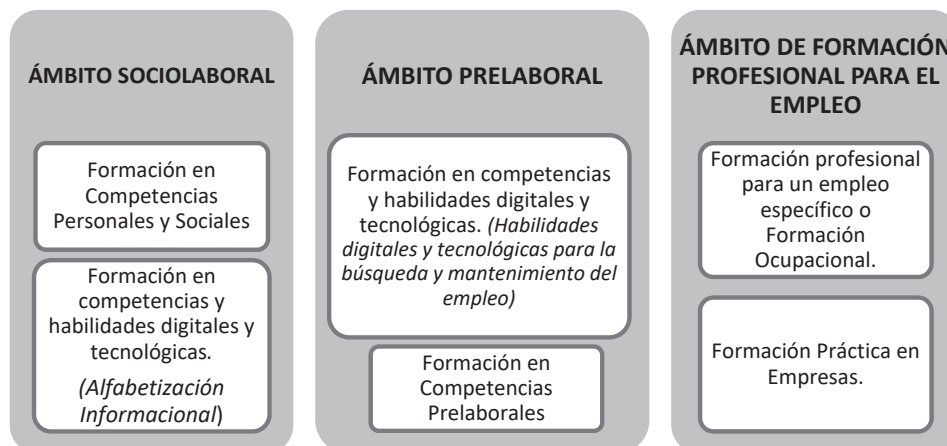 ÁMBITO SOCIOLABORAL
Formación en
Competencias
Personales y Sociales
Formación en
competencias y
habilidades digitales y
tecnológicas.
(Alfabetización
Informacional)
ÁMBITO PRELABORAL
Formación en competencias
y habilidades digitales y
tecnológicas. (Habilidades
digitales y tecnológicas para la
búsqueda y mantenimiento del
empleo)
Formación en
Competencias
Prelaborales
ÁMBITO DE FORMACIÓN
PROFESIONAL PARA EL
EMPLEO
Formación profesional
para un empleo
específico o
Formación
Ocupacional.
Formación Práctica en
Empresas.